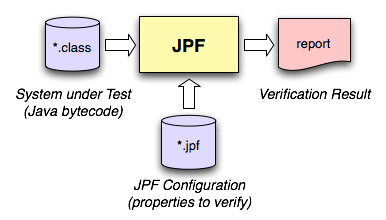 *.class
JPF
report
System under Test
(Java bytecode)
Verification Result
*.jpf
JPF Configuration
(properties to verify)